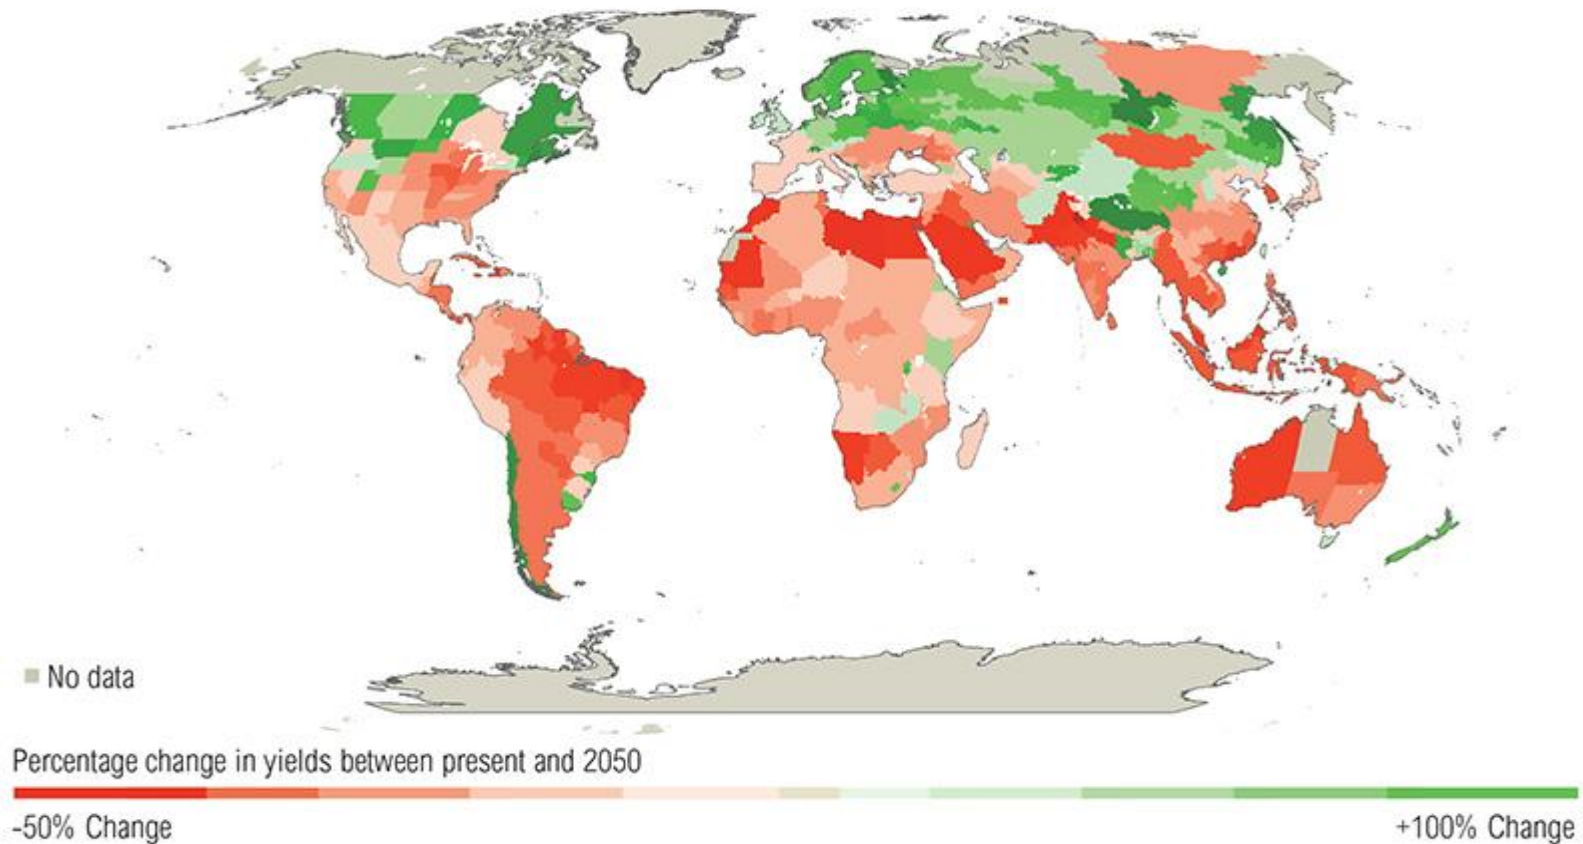 No data
Percentage change in yields between present and 2050
-50% Change
+100% Change